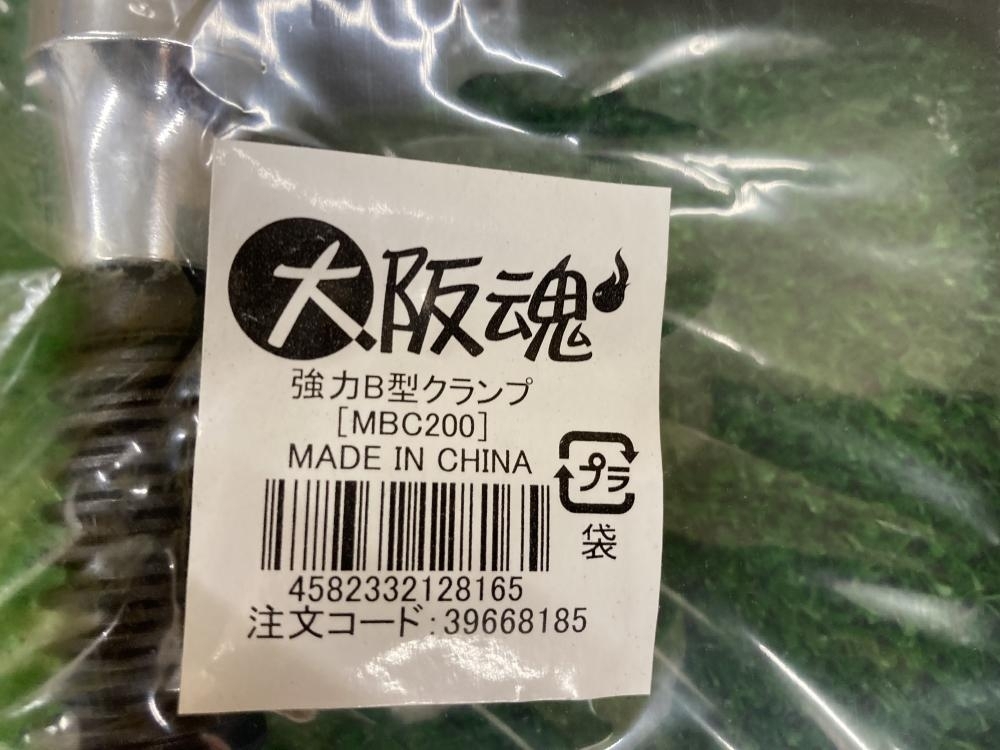 大阪魂
強力B型クランプ
[MBC200]
MADE IN CHINA
プラ
袋
4582332128165
注文コード:39668185